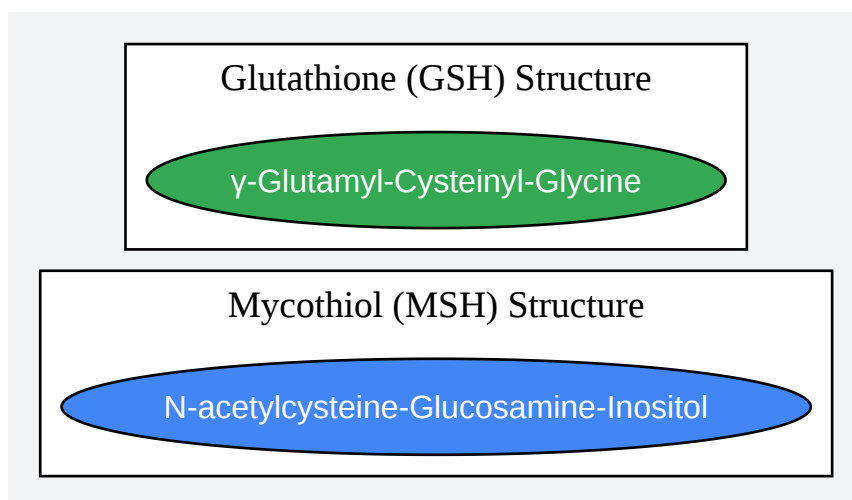 Glutathione (GSH) Structure
γ-Glutamyl-Cysteinyl-Glycine
Mycothiol (MSH) Structure
N-acetylcysteine-Glucosamine-Inositol